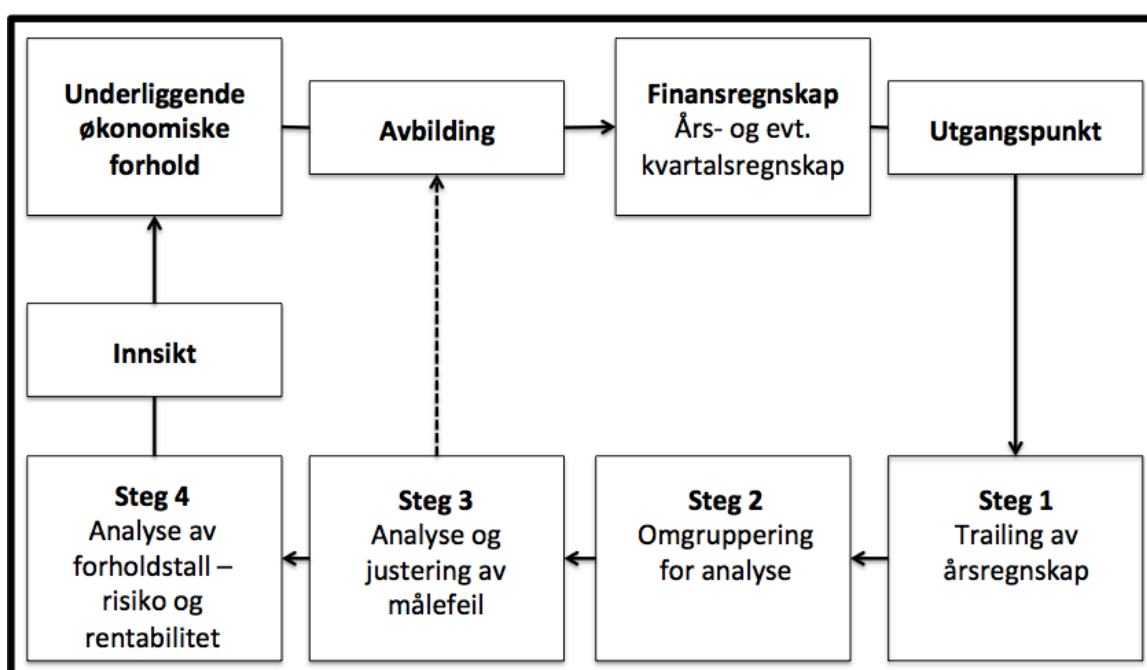 Underliggende
økonomiske
forhold
Avbilding
Finansregnskap
Års- og evt.
kvartalsregnskap
Utgangspunkt
Innsikt
Steg 4
Analyse av
forholdstall –
risiko og
rentabilitet
Steg 3
Analyse og
justering av
målefeil
Steg 2
Omgruppering
for analyse
Steg 1
Trailing av
årsregnskap